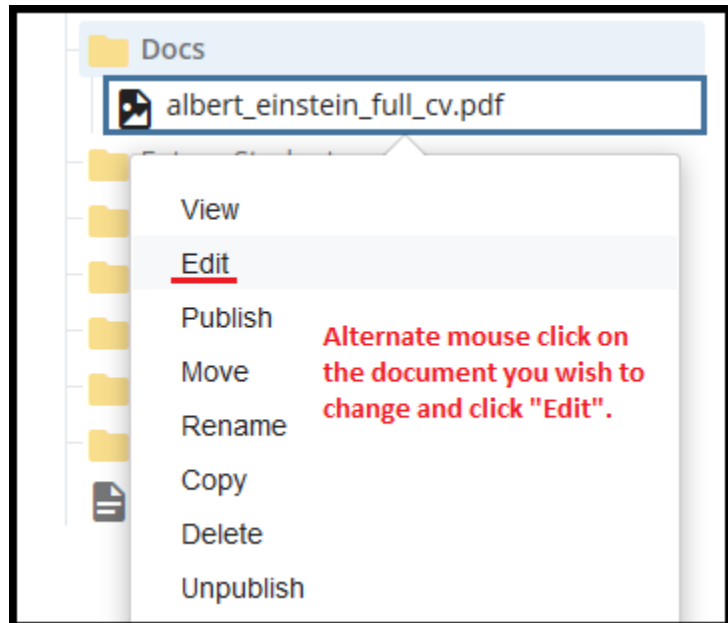 Docs
albert_einstein_full_cv.pdf
View
Edit
Publish
Alternate mouse click on
the document you wish to
change and click "Edit".
Move
Rename
Copy
Delete
Unpublish